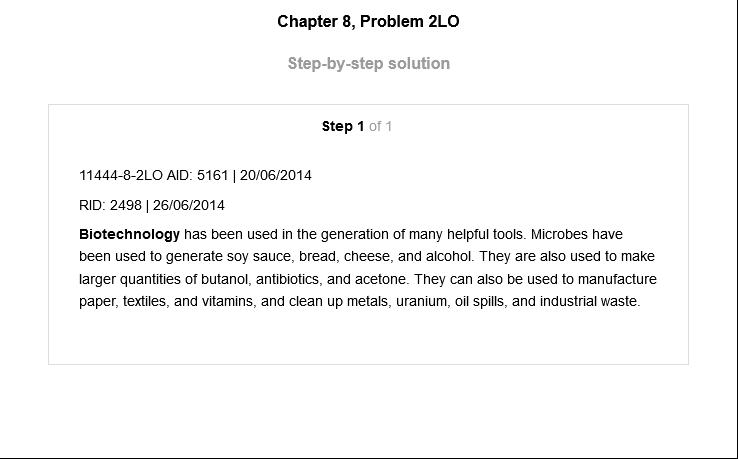 Chapter 8, Problem 2LO
Step-by-step solution
Step 1 of 1
11444-8-2LO AID: 5161 | 20/06/2014
RID: 2498 | 26/06/2014
Biotechnology has been used in the generation of many helpful tools. Microbes have
been used to generate soy sauce, bread, cheese, and alcohol. They are also used to make
larger quantities of butanol, antibiotics, and acetone. They can also be used to manufacture
paper, textiles, and vitamins, and clean up metals, uranium, oil spills, and industrial waste.